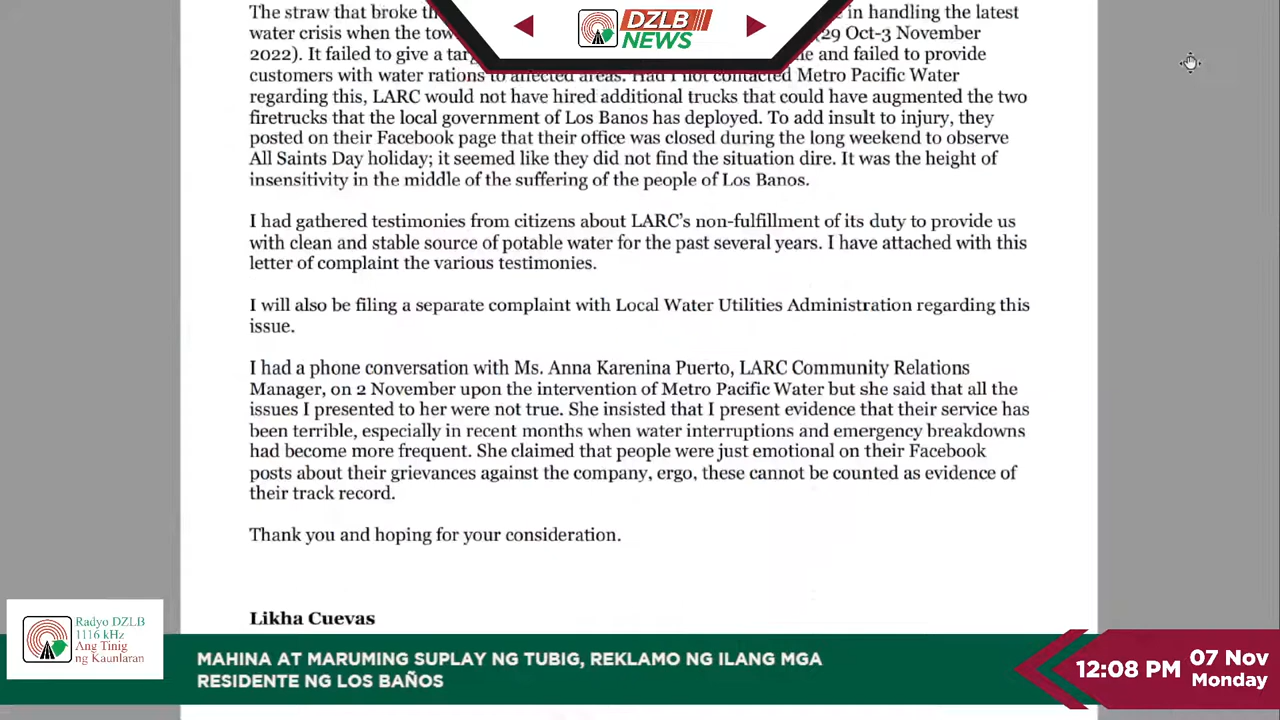 The straw that broke th
in handling the latest
water crisis when the tow
(29 Oct-3 November
2022). It failed to give a targ
e and failed to provide
customers with water rations to affected areas. Had I not contacted Metro Pacific Water
regarding this, LARC would not have hired additional trucks that could have augmented the two
firetrucks that the local government of Los Banos has deployed. To add insult to injury, they
posted on their Facebook page that their office was closed during the long weekend to observe
All Saints Day holiday; it seemed like they did not find the situation dire. It was the height of
insensitivity in the middle of the suffering of the people of Los Banos.
I had gathered testimonies from citizens about LARC's non-fulfillment of its duty to provide us
with clean and stable source of potable water for the past several years. I have attached with this
letter of complaint the various testimonies.
I will also be filing a separate complaint with Local Water Utilities Administration regarding this
issue.
I had a phone conversation with Ms. Anna Karenina Puerto, LARC Community Relations
Manager, on 2 November upon the intervention of Metro Pacific Water but she said that all the
issues I presented to her were not true. She insisted that I present evidence that their service has
been terrible, especially in recent months when water interruptions and emergency breakdowns
had become more frequent. She claimed that people were just emotional on their Facebook
posts about their grievances against the company, ergo, these cannot be counted as evidence of
their track record.
Thank you and hoping for your consideration.
Likha Cuevas
DZLB
NEWS
Radyo DZLB
1116 kHz
Ang Tinig
ng Kaunlaran
MAHINA AT MARUMING SUPLAY NG TUBIG, REKLAMO NG ILANG MGA
RESIDENTE NG LOS BAÑOS
12:08 PM
07 Nov
Monday